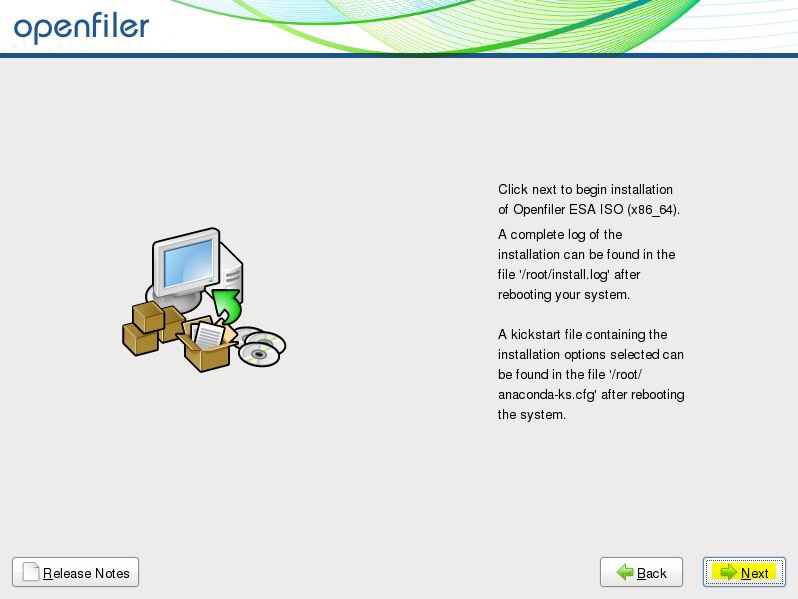 openfiler
Click next to begin installation
of Openfiler ESA ISO (x86_64).
A complete log of the
installation can be found in the
file '/root/install.log' after
rebooting your system.
A kickstart file containing the
installation options selected can
be found in the file '/root/
anaconda-ks.cfg' after rebooting
the system.
Release Notes
Back
Next